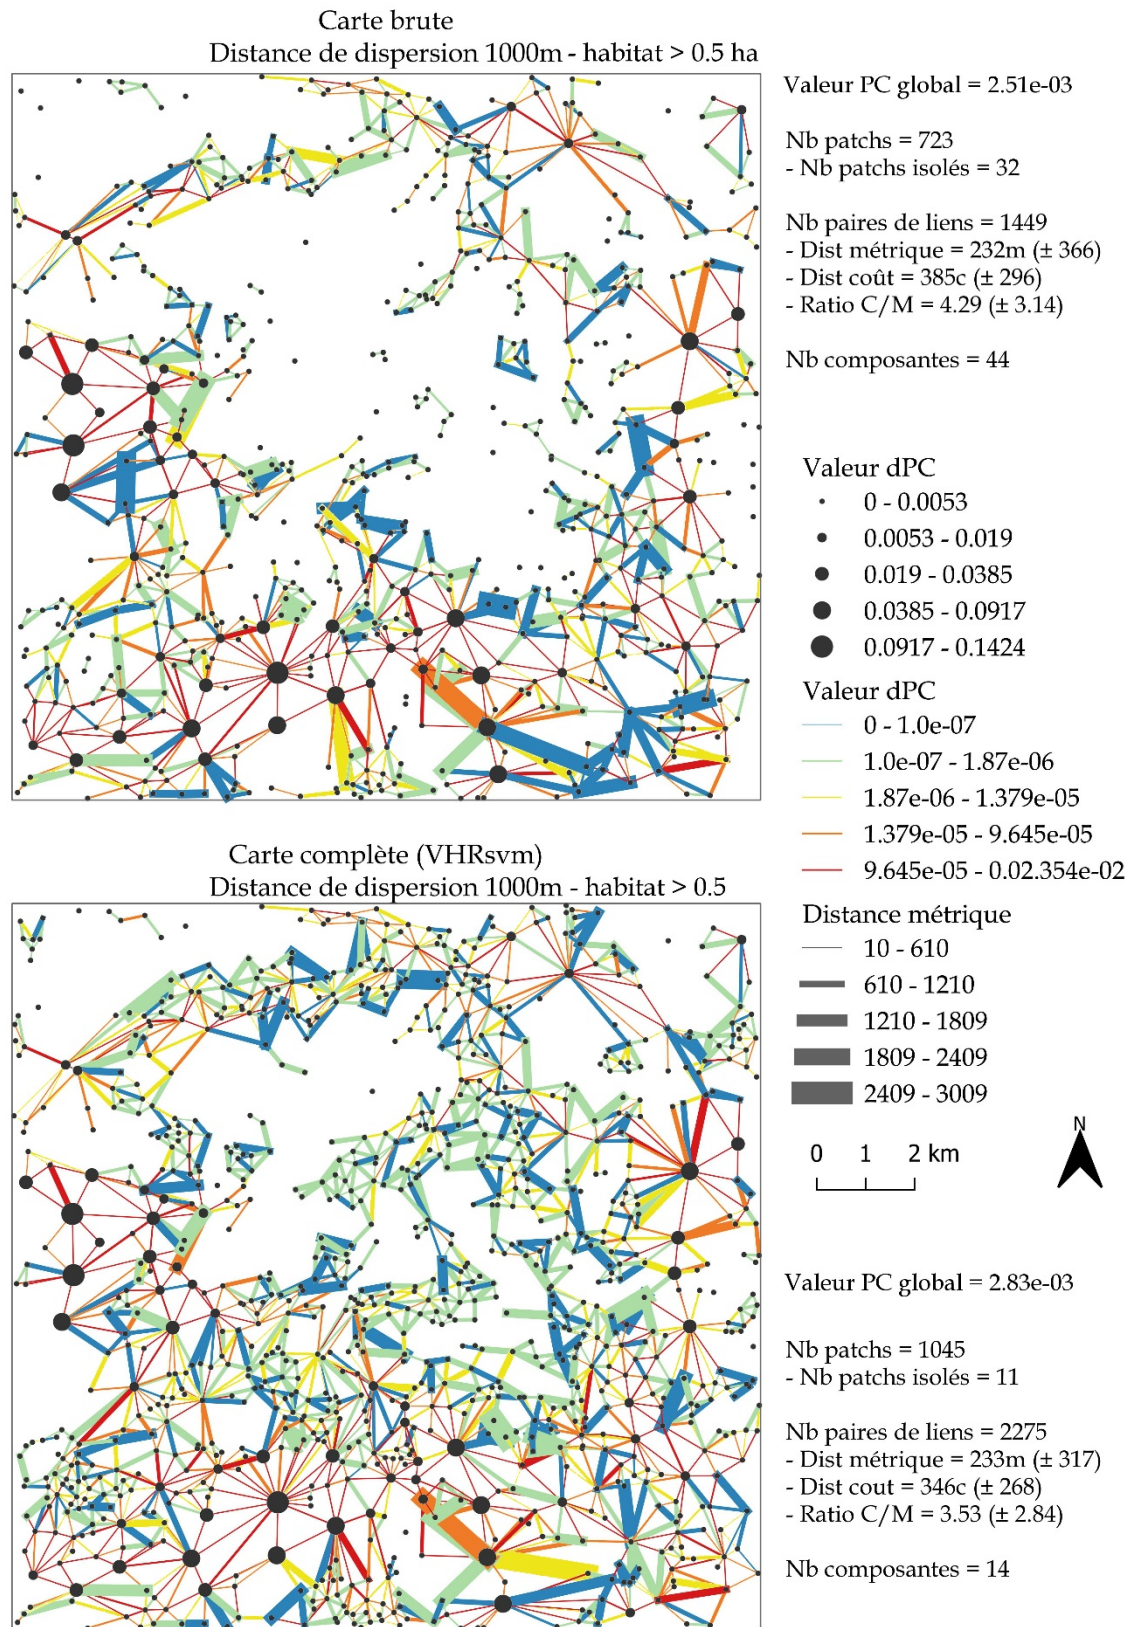 Carte brute
Distance de dispersion 1000m - habitat > 0.5 ha
Valeur PC global = 2.51e-03
Nb patchs = 723
- Nb patchs isolés = 32
Nb paires de liens = 1449
- Dist métrique = 232m (± 366)
- Dist coût = 385c (± 296)
- Ratio C/M = 4.29 (± 3.14)
Nb composantes = 44
Valeur dPC
0 - 0.0053
0.0053 - 0.019
0.019 - 0.0385
0.0385 - 0.0917
0.0917 - 0.1424
Valeur dPC
0 - 1.0e-07
1.0e-07 - 1.87e-06
1.87e-06 - 1.379e-05
1.379e-05 - 9.645e-05
9.645e-05 - 0.02.354e-02
Carte complète (VHRsvm)
Distance de dispersion 1000m - habitat > 0.5
Distance métrique
10 - 610
610 - 1210
1210 - 1809
1809 - 2409
2409 - 3009
N
0 1 2 km
Valeur PC global = 2.83e-03
Nb patchs = 1045
- Nb patchs isolés = 11
Nb paires de liens = 2275
- Dist métrique = 233m (± 317)
- Dist cout = 346c (± 268)
- Ratio C/M = 3.53 (± 2.84)
Nb composantes = 14